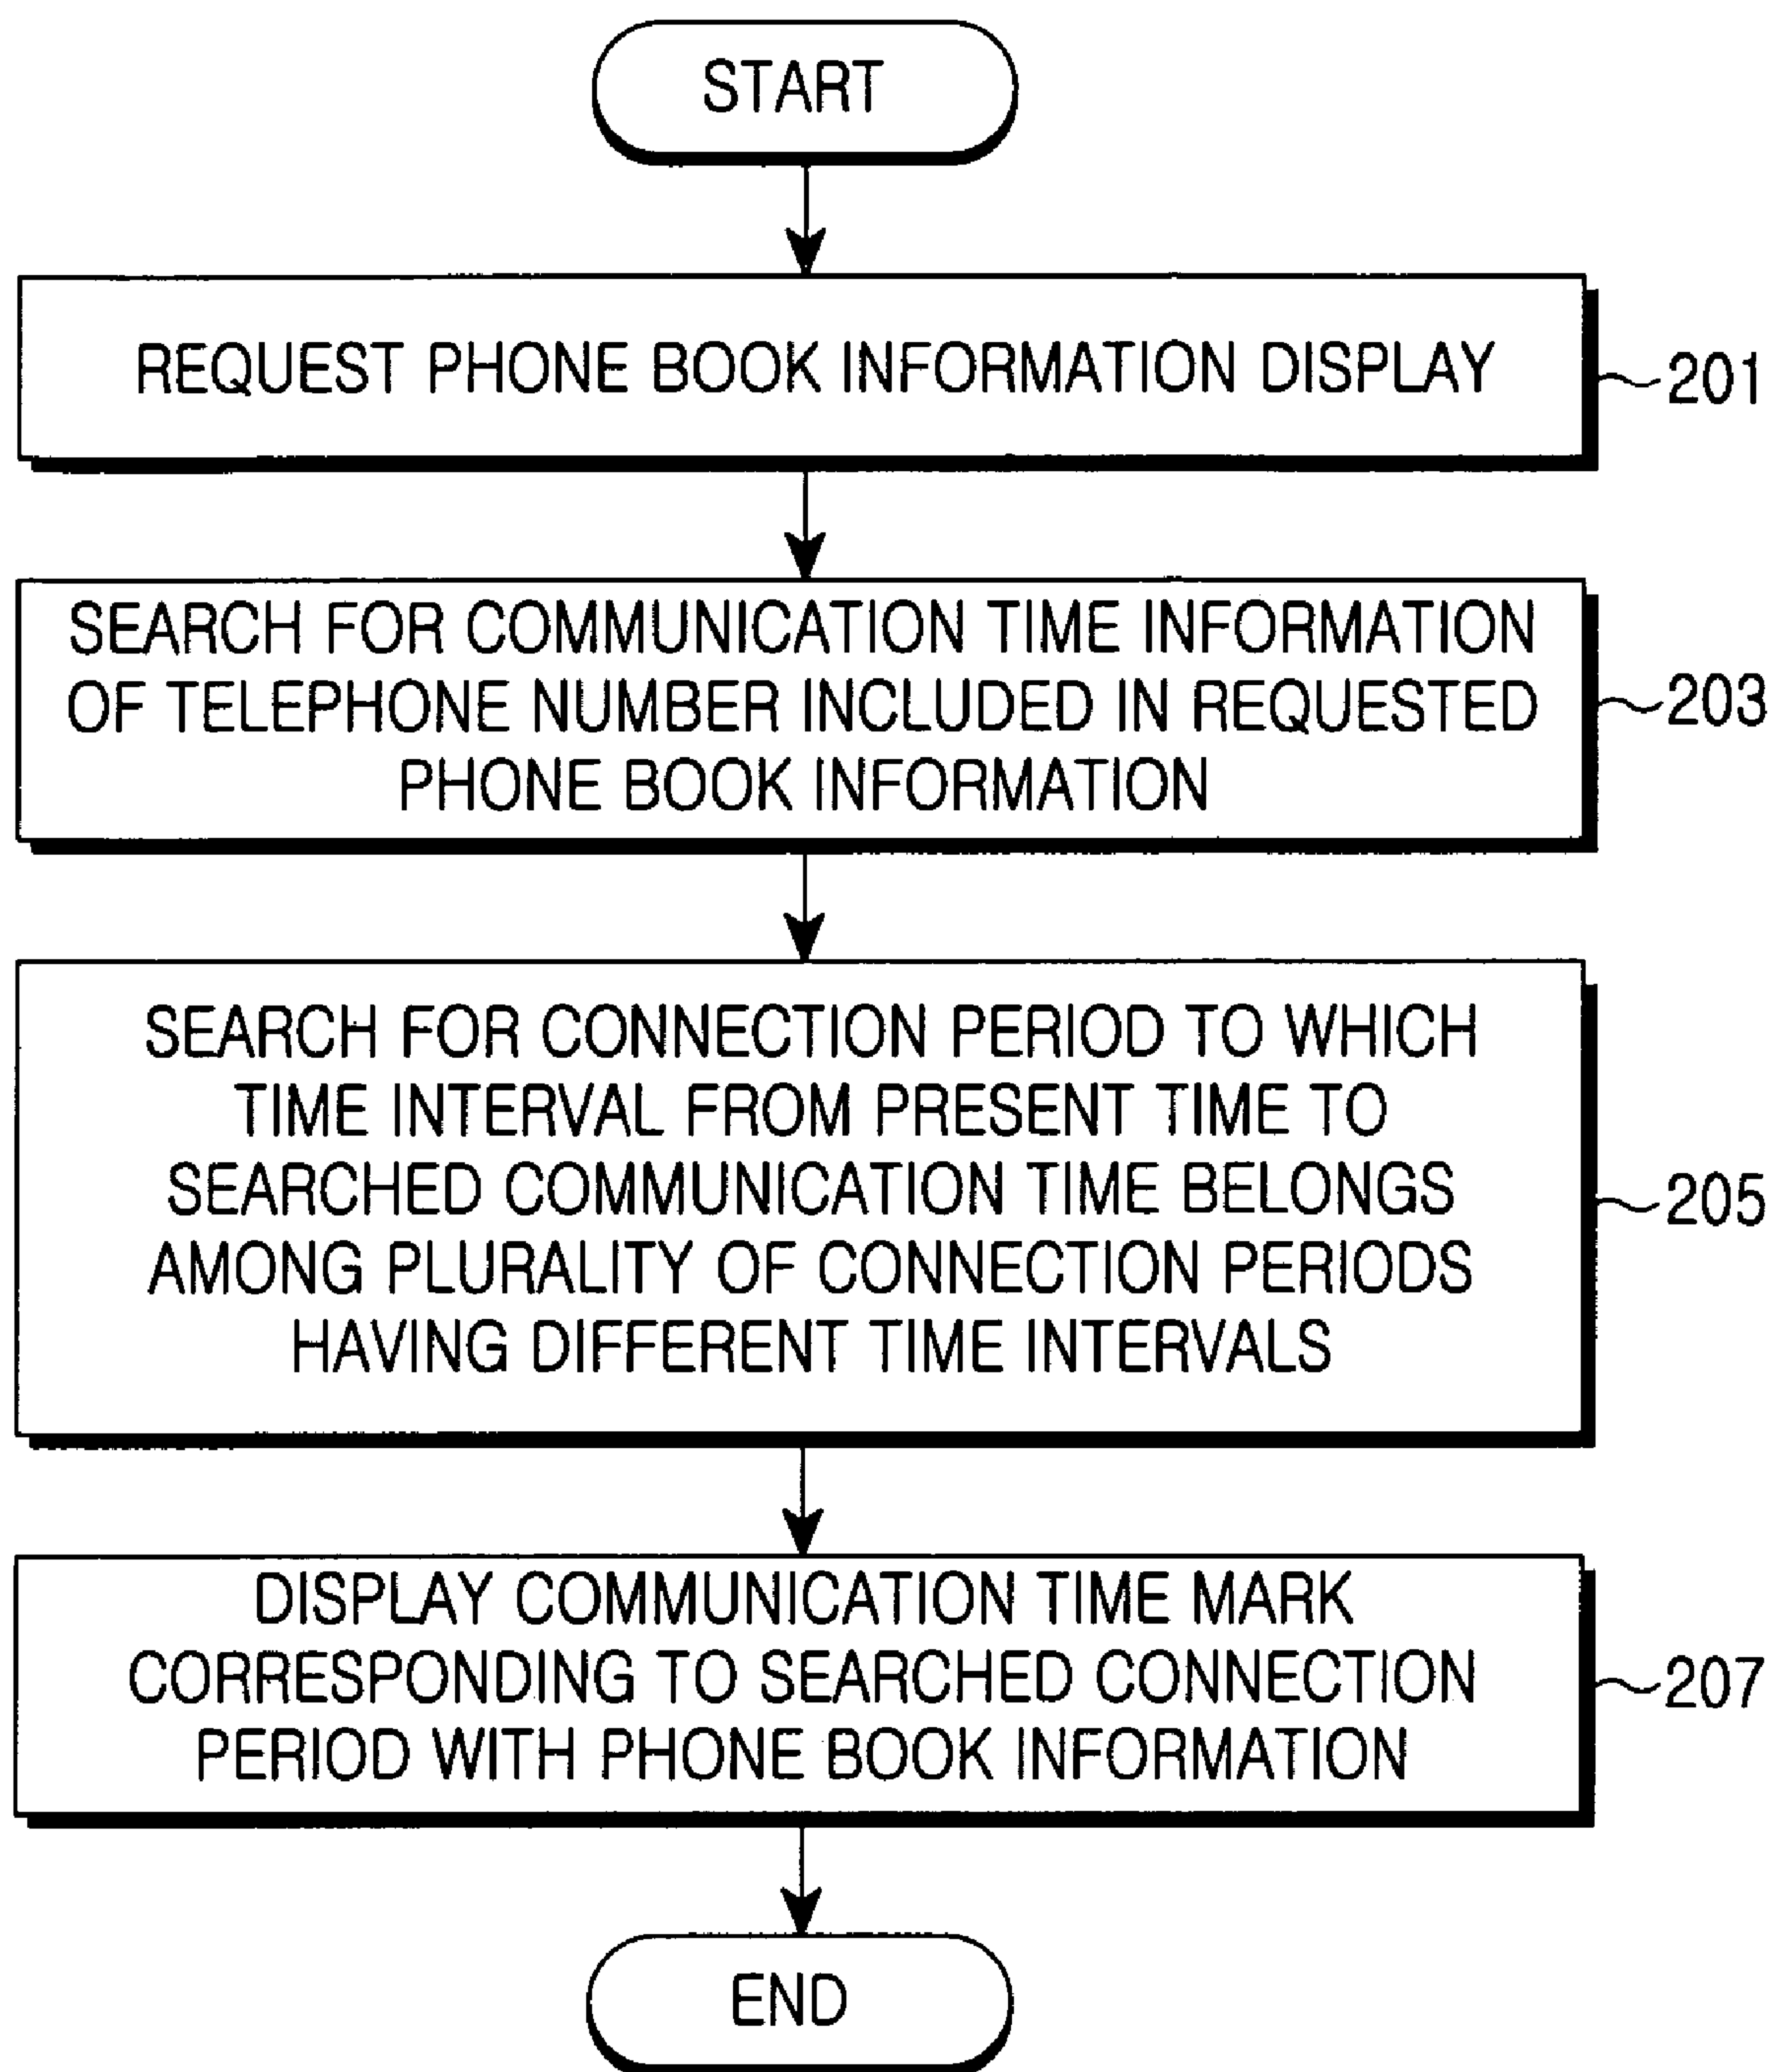 START
REQUEST PHONE BOOK INFORMATION DISPLAY
201
SEARCH FOR COMMUNICATION TIME INFORMATION
OF TELEPHONE NUMBER INCLUDED IN REQUESTED
PHONE BOOK INFORMATION
203
SEARCH FOR CONNECTION PERIOD TO WHICH
TIME INTERVAL FROM PRESENT TIME TO
SEARCHED COMMUNICATION TIME BELONGS
AMONG PLURALITY OF CONNECTION PERIODS
HAVING DIFFERENT TIME INTERVALS
205
DISPLAY COMMUNICATION TIME MARK
CORRESPONDING TO SEARCHED CONNECTION
PERIOD WITH PHONE BOOK INFORMATION
207
END